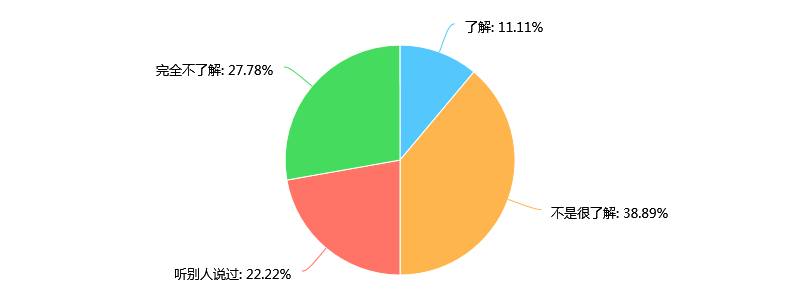 了解: 11.11%
完全不了解: 27.78%
不是很了解: 38.89%
听别人说过: 22.22%